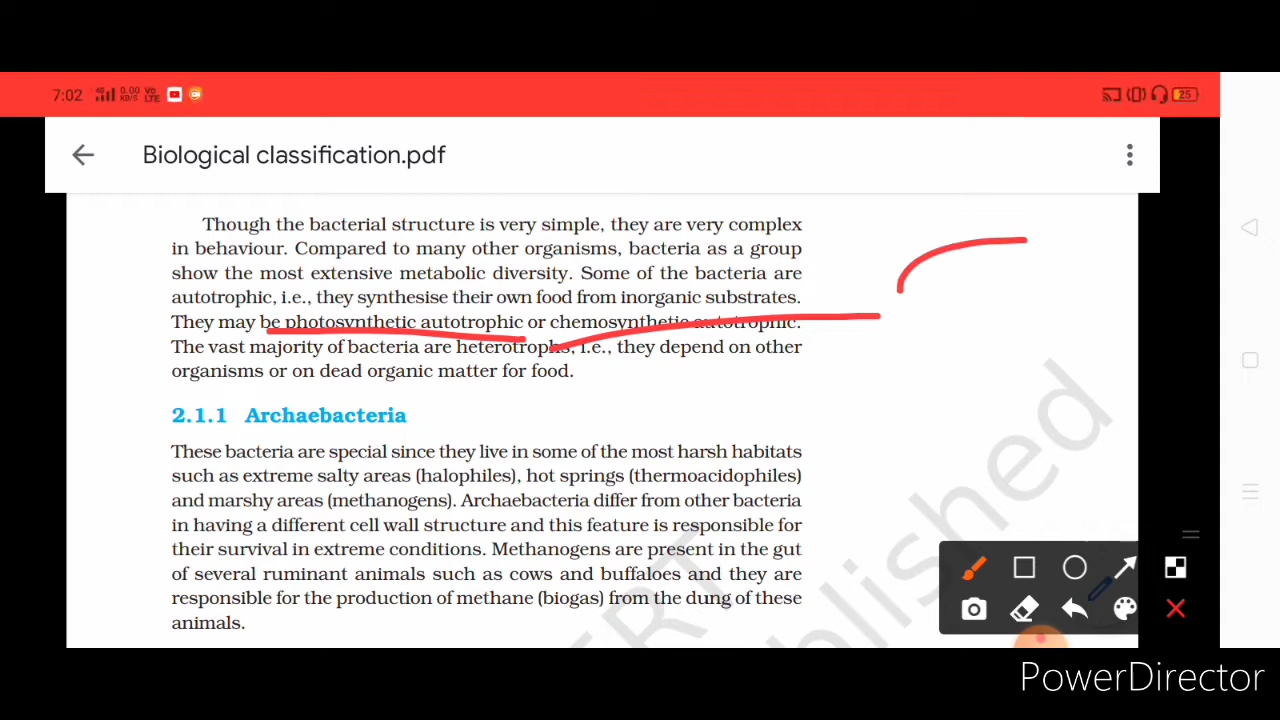 7:02 4G 0.00 KB/S Vo LTE 25
Biological classification.pdf
Though the bacterial structure is very simple, they are very complex
in behaviour. Compared to many other organisms, bacteria as a group
show the most extensive metabolic diversity. Some of the bacteria are
autotrophic, i.e., they synthesise their own food from inorganic substrates.
They may be photosynthetic autotrophic or chemosynthetic autotrophic.
The vast majority of bacteria are heterotrophs, i.e., they depend on other
organisms or on dead organic matter for food.
2.1.1 Archaebacteria
These bacteria are special since they live in some of the most harsh habitats
such as extreme salty areas (halophiles), hot springs (thermoacidophiles)
and marshy areas (methanogens). Archaebacteria differ from other bacteria
in having a different cell wall structure and this feature is responsible for
their survival in extreme conditions. Methanogens are present in the gut
of several ruminant animals such as cows and buffaloes and they are
responsible for the production of methane (biogas) from the dung of these
animals.
PowerDirector